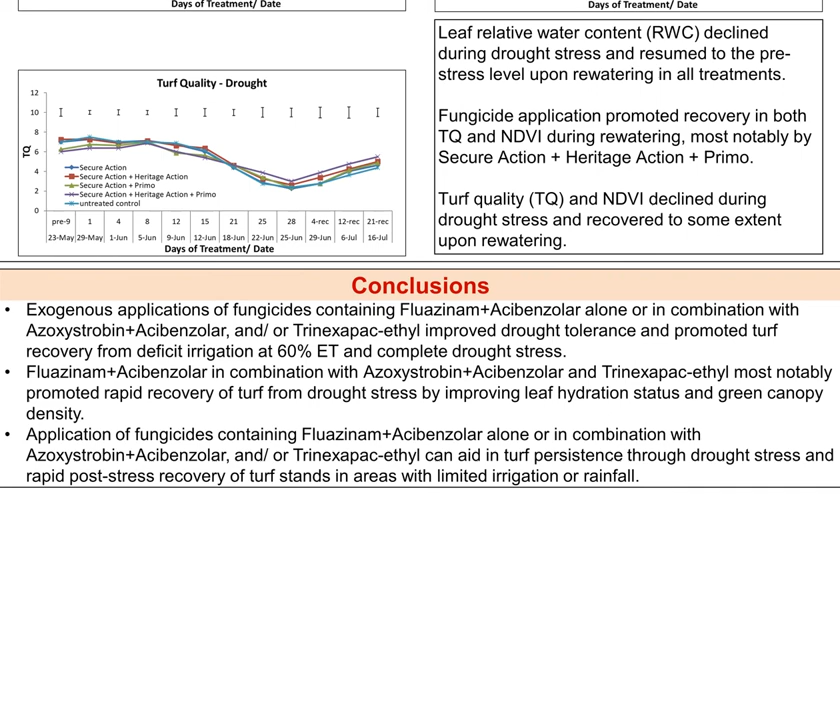 Days of Treatment/ Date
Days of Treatment/ Date
Turf Quality - Drought
12
10
8
6
4
2
0
TQ
Secure Action
Secure Action + Heritage Action
Secure Action + Primo
Secure Action + Heritage Action + Primo
untreated control
pre-9 1 4 8 12 15 21 25 28 4-rec 12-rec 21-rec
23-May 29-May 1-Jun 5-Jun 9-Jun 12-Jun 18-Jun 22-Jun 25-Jun 29-Jun 6-Jul 16-Jul
Days of Treatment/ Date
Leaf relative water content (RWC) declined
during drought stress and resumed to the pre-
stress level upon rewatering in all treatments.
Fungicide application promoted recovery in both
TQ and NDVI during rewatering, most notably by
Secure Action + Heritage Action + Primo.
Turf quality (TQ) and NDVI declined during
drought stress and recovered to some extent
upon rewatering.
Conclusions
• Exogenous applications of fungicides containing Fluazinam+Acibenzolar alone or in combination with
Azoxystrobin+Acibenzolar, and/ or Trinexapac-ethyl improved drought tolerance and promoted turf
recovery from deficit irrigation at 60% ET and complete drought stress.
• Fluazinam+Acibenzolar in combination with Azoxystrobin+Acibenzolar and Trinexapac-ethyl most notably
promoted rapid recovery of turf from drought stress by improving leaf hydration status and green canopy
density.
• Application of fungicides containing Fluazinam+Acibenzolar alone or in combination with
Azoxystrobin+Acibenzolar, and/ or Trinexapac-ethyl can aid in turf persistence through drought stress and
rapid post-stress recovery of turf stands in areas with limited irrigation or rainfall.